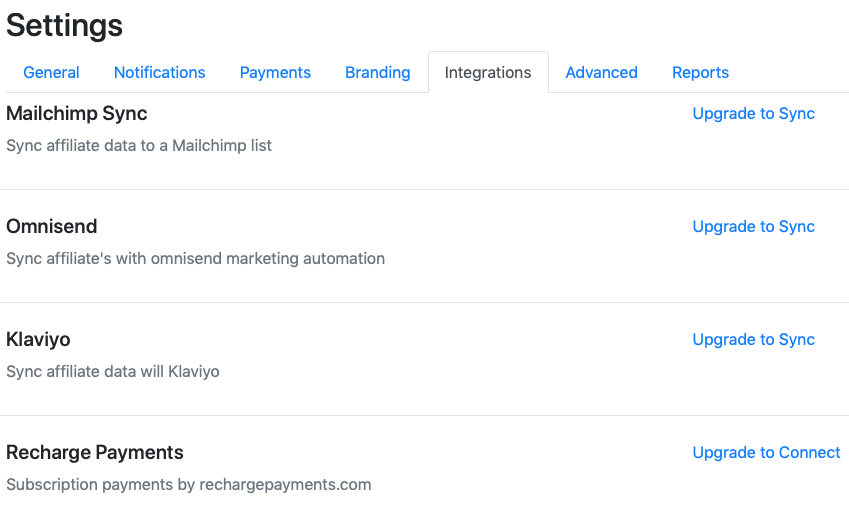 Settings
General Notifications Payments Branding Integrations Advanced Reports
Mailchimp Sync Upgrade to Sync
Sync affiliate data to a Mailchimp list
Omnisend Upgrade to Sync
Sync affiliate's with omnisend marketing automation
Klaviyo Upgrade to Sync
Sync affiliate data will Klaviyo
Recharge Payments Upgrade to Connect
Subscription payments by rechargepayments.com